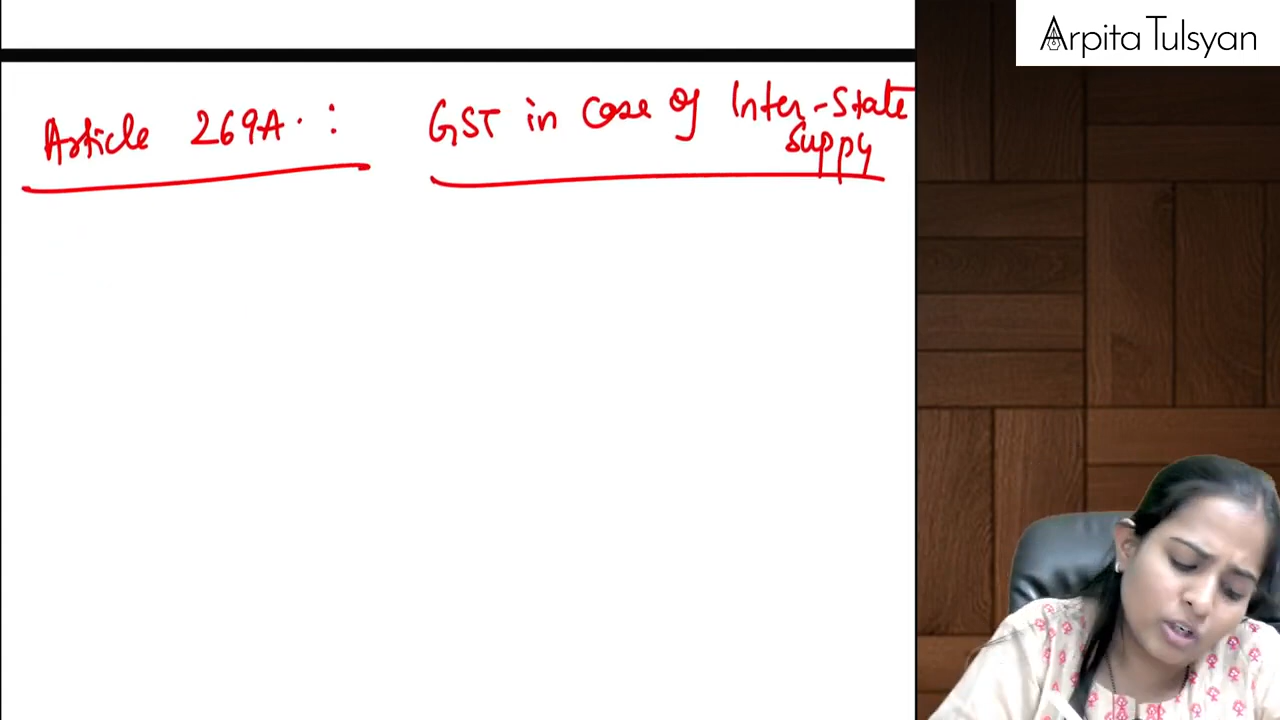 Arpita Tulsyan
Article 269A. : GST in case of Inter-State
Suppy